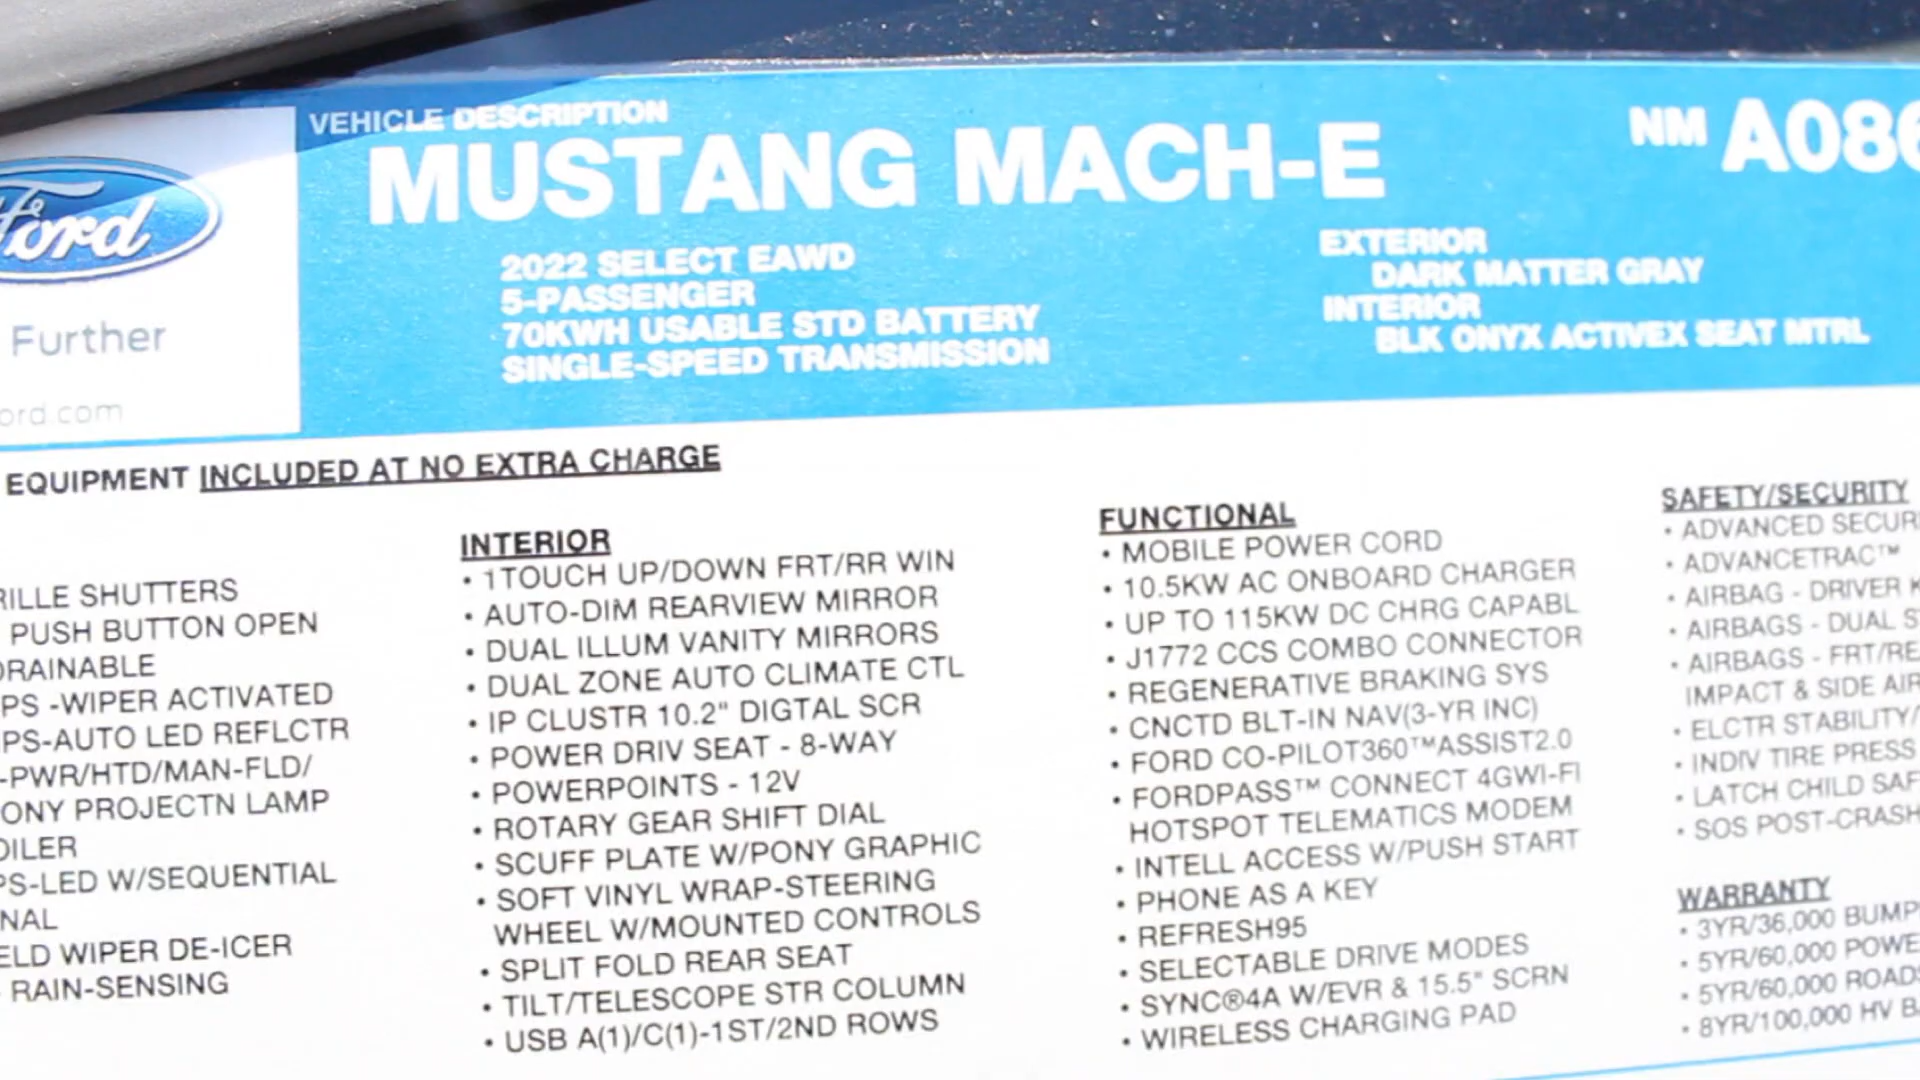 VEHICLE DESCRIPTION
MUSTANG MACH-E
NM A086
2022 SELECT EAWD
5-PASSENGER
70KWH USABLE STD BATTERY
SINGLE-SPEED TRANSMISSION
EXTERIOR
DARK MATTER GRAY
INTERIOR
BLK ONYX ACTIVEX SEAT MTRL
Ford
Further
ord.com
EQUIPMENT INCLUDED AT NO EXTRA CHARGE
RILLE SHUTTERS
PUSH BUTTON OPEN
DRAINABLE
PS -WIPER ACTIVATED
PS-AUTO LED REFLCTR
-PWR/HTD/MAN-FLD/
ONY PROJECTN LAMP
OILER
PS-LED W/SEQUENTIAL
NAL
ELD WIPER DE-ICER
RAIN-SENSING
INTERIOR
• 1TOUCH UP/DOWN FRT/RR WIN
• AUTO-DIM REARVIEW MIRROR
• DUAL ILLUM VANITY MIRRORS
• DUAL ZONE AUTO CLIMATE CTL
• IP CLUSTR 10.2" DIGTAL SCR
• POWER DRIV SEAT - 8-WAY
• POWERPOINTS - 12V
• ROTARY GEAR SHIFT DIAL
• SCUFF PLATE W/PONY GRAPHIC
• SOFT VINYL WRAP-STEERING
WHEEL W/MOUNTED CONTROLS
• SPLIT FOLD REAR SEAT
• TILT/TELESCOPE STR COLUMN
• USB A(1)/C(1)-1ST/2ND ROWS
FUNCTIONAL
• MOBILE POWER CORD
• 10.5KW AC ONBOARD CHARGER
• UP TO 115KW DC CHRG CAPABL
• J1772 CCS COMBO CONNECTOR
• REGENERATIVE BRAKING SYS
• CNCTD BLT-IN NAV(3-YR INC)
• FORD CO-PILOT360™ASSIST2.0
• FORDPASS™ CONNECT 4GWI-FI
HOTSPOT TELEMATICS MODEM
• INTELL ACCESS W/PUSH START
• PHONE AS A KEY
• REFRESH95
• SELECTABLE DRIVE MODES
• SYNC®4A W/EVR & 15.5" SCRN
• WIRELESS CHARGING PAD
SAFETY/SECURITY
• ADVANCED SECUR
• ADVANCETRAC™
• AIRBAG - DRIVER K
• AIRBAGS - DUAL S
• AIRBAGS - FRT/REA
IMPACT & SIDE AIR
• ELCTR STABILITY/
• INDIV TIRE PRESS
• LATCH CHILD SAF
• SOS POST-CRASH
WARRANTY
• 3YR/36,000 BUMP
• 5YR/60,000 POWE
• 5YR/60,000 ROADS
• 8YR/100,000 HV B